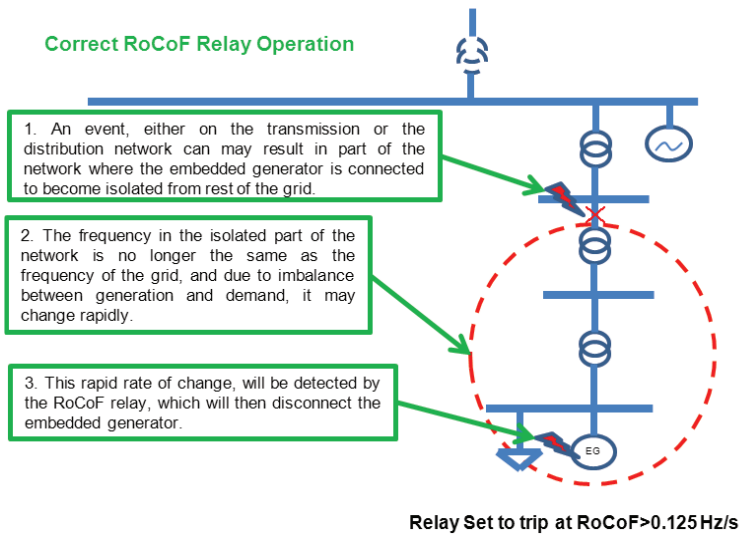 Correct RoCoF Relay Operation
1. An event, either on the transmission or the
distribution network can may result in part of the
network where the embedded generator is connected
to become isolated from rest of the grid.
2. The frequency in the isolated part of the
network is no longer the same as the
frequency of the grid, and due to imbalance
between generation and demand, it may
change rapidly.
3. This rapid rate of change, will be detected by
the RoCoF relay, which will then disconnect the
embedded generator.
EG
Relay Set to trip at RoCoF>0.125Hz/s